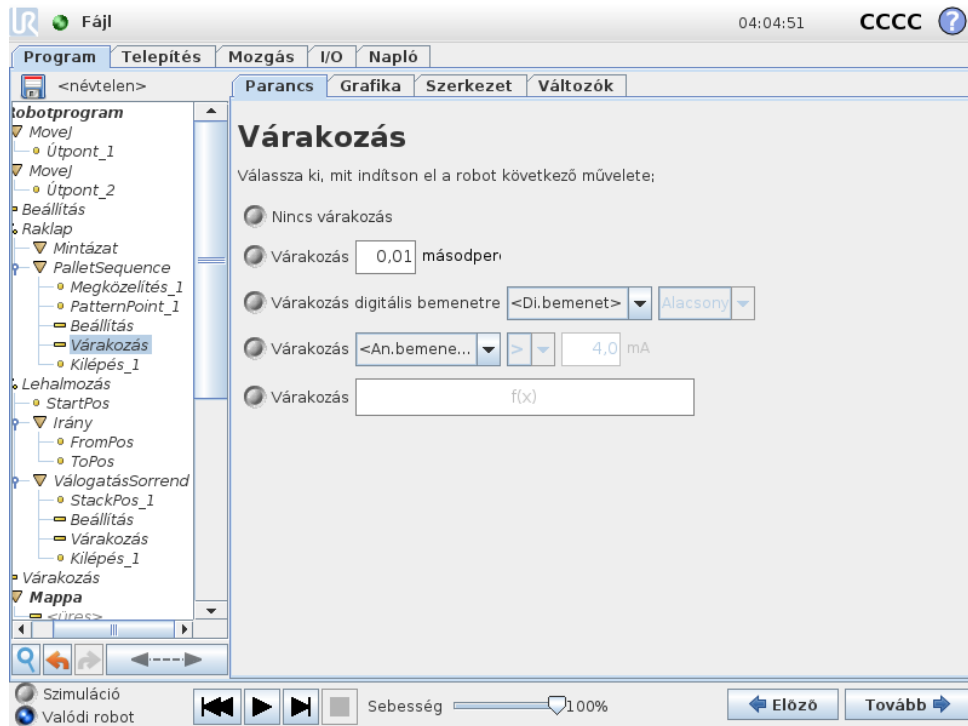 UR Fájl 04:04:51 CCCC ?
Program Telepítés Mozgás I/O Napló
<névtelen>
Parancs Grafika Szerkezet Változók
Robotprogram
MoveJ
Útpont_1
MoveJ
Útpont_2
Beállítás
Raklap
Mintázat
PalletSequence
Megközelítés_1
PatternPoint_1
Beállítás
Várakozás
Kilépés_1
Lehalmozás
StartPos
Irány
FromPos
ToPos
VálogatásSorrend
StackPos_1
Beállítás
Várakozás
Kilépés_1
Várakozás
Mappa
<üres>
Várakozás
Válassza ki, mit indítson el a robot következő művelete;
Nincs várakozás
Várakozás 0,01 másodper
Várakozás digitális bemenetre <Di.bemenet> Alacsony
Várakozás <An.bemene... > 4,0 mA
Várakozás f(x)
Szimuláció
Valódi robot
Sebesség 100%
Előző Tovább